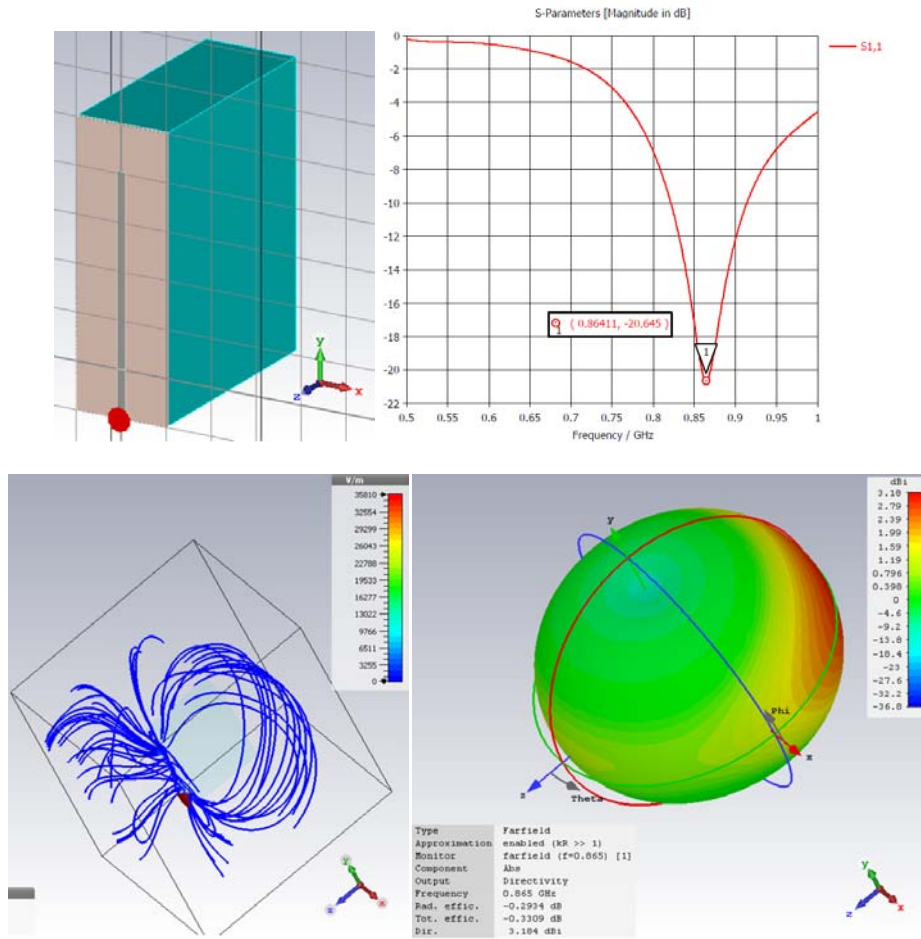 S-Parameters [Magnitude in dB]
0
-2
-4
-6
-8
-10
-12
-14
-16
-18
-20
-22
S1,1
1 ( 0.86411, -20.645 )
1
0.5 0.55 0.6 0.65 0.7 0.75 0.8 0.85 0.9 0.95 1
Frequency / GHz
y
z
x
V/m
35810
32554
29299
26043
22788
19533
16277
13022
9766
6511
3255
0
y
z
x
dBi
3.18
2.79
2.39
1.99
1.59
1.19
0.796
0.398
0
-4.6
-9.2
-13.8
-18.4
-23
-27.6
-32.2
-36.8
y
Phi
x
z
Theta
Type Farfield
Approximation enabled (kR >> 1)
Monitor farfield (f=0.865) [1]
Component Abs
Output Directivity
Frequency 0.865 GHz
Rad. effic. -0.2934 dB
Tot. effic. -0.3309 dB
Dir. 3.184 dBi
y
z
x